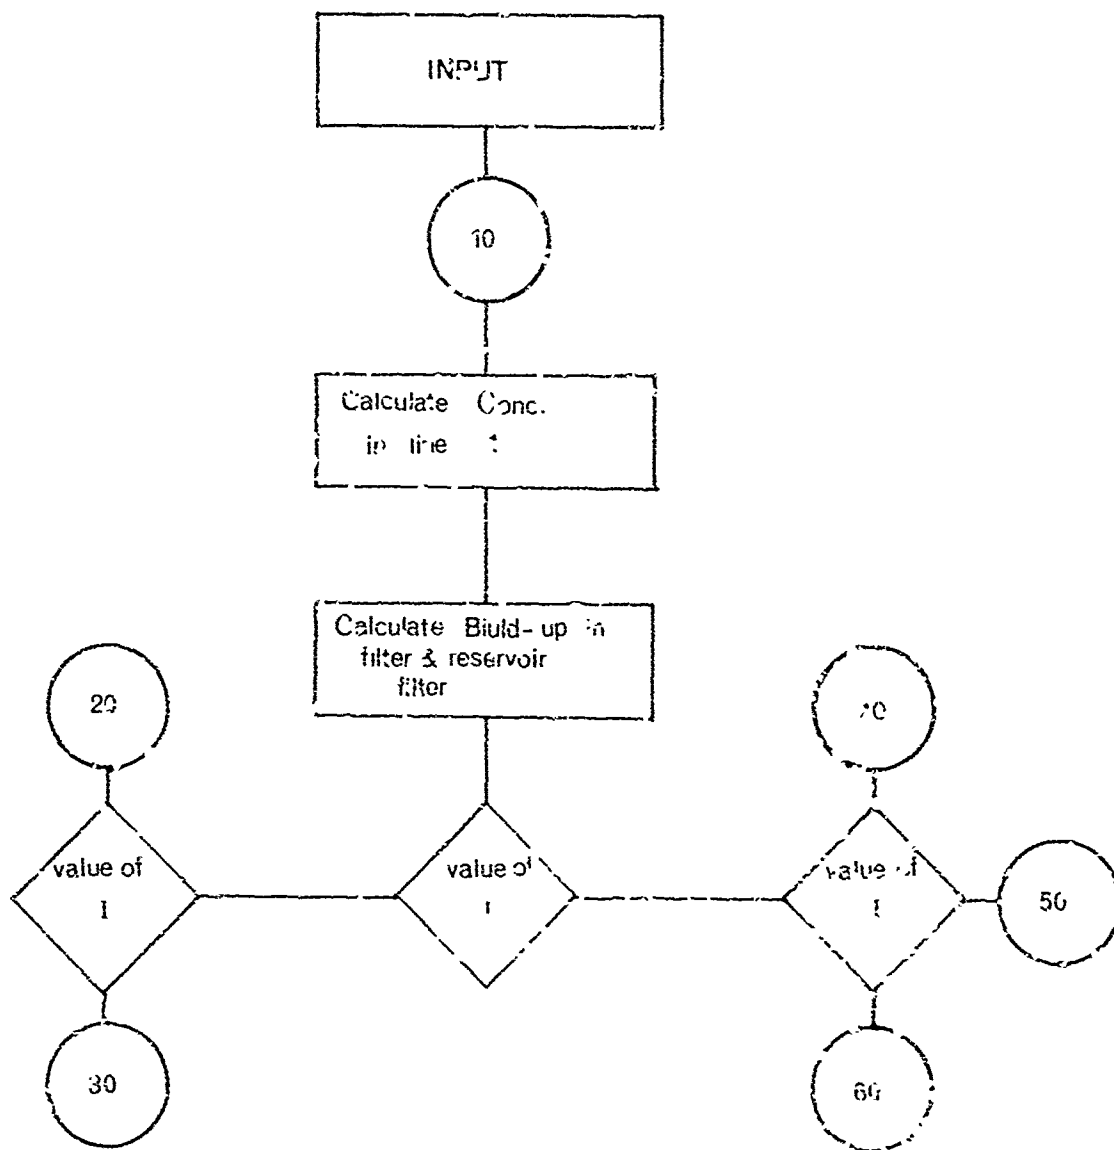 INPUT
10
Calculate Conc.
in line 1
Calculate Biuld-up in
filter & reservoir
filter
20
value of
I
30
value of
I
value of
I
50
60